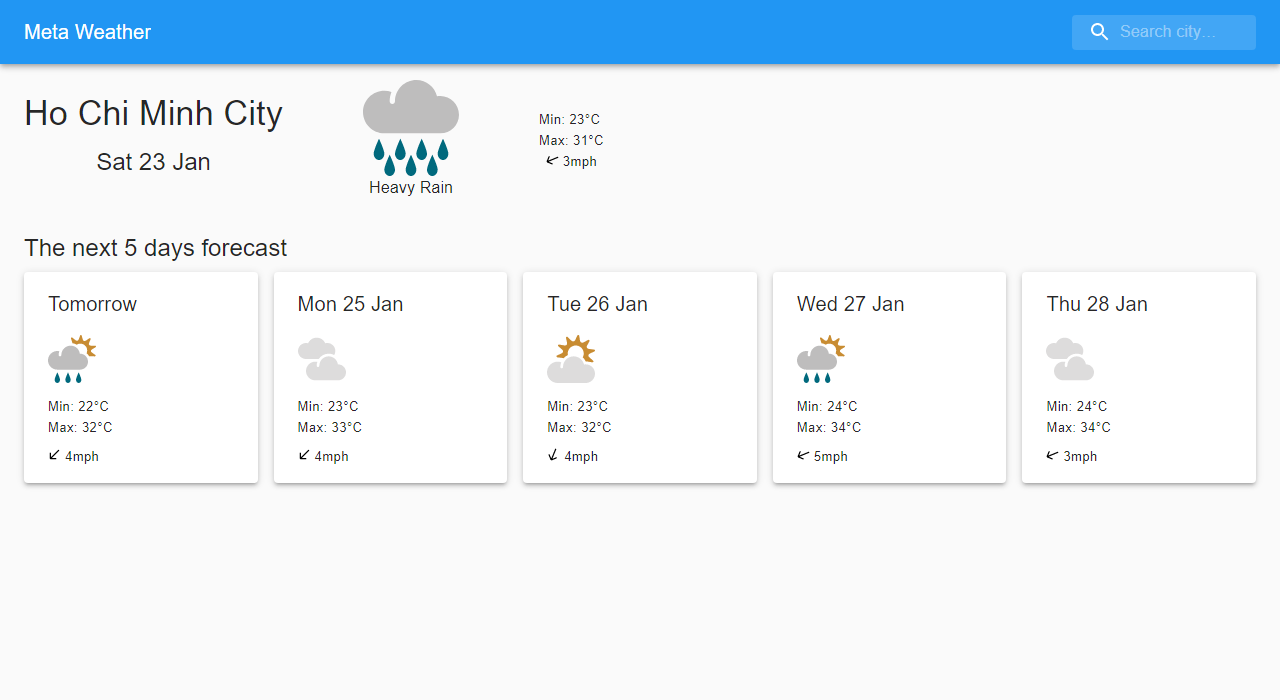 Meta Weather
Search city...
Ho Chi Minh City
Sat 23 Jan
Heavy Rain
Min: 23°C
Max: 31°C
3mph
The next 5 days forecast
Tomorrow
Min: 22°C
Max: 32°C
4mph
Mon 25 Jan
Min: 23°C
Max: 33°C
4mph
Tue 26 Jan
Min: 23°C
Max: 32°C
4mph
Wed 27 Jan
Min: 24°C
Max: 34°C
5mph
Thu 28 Jan
Min: 24°C
Max: 34°C
3mph